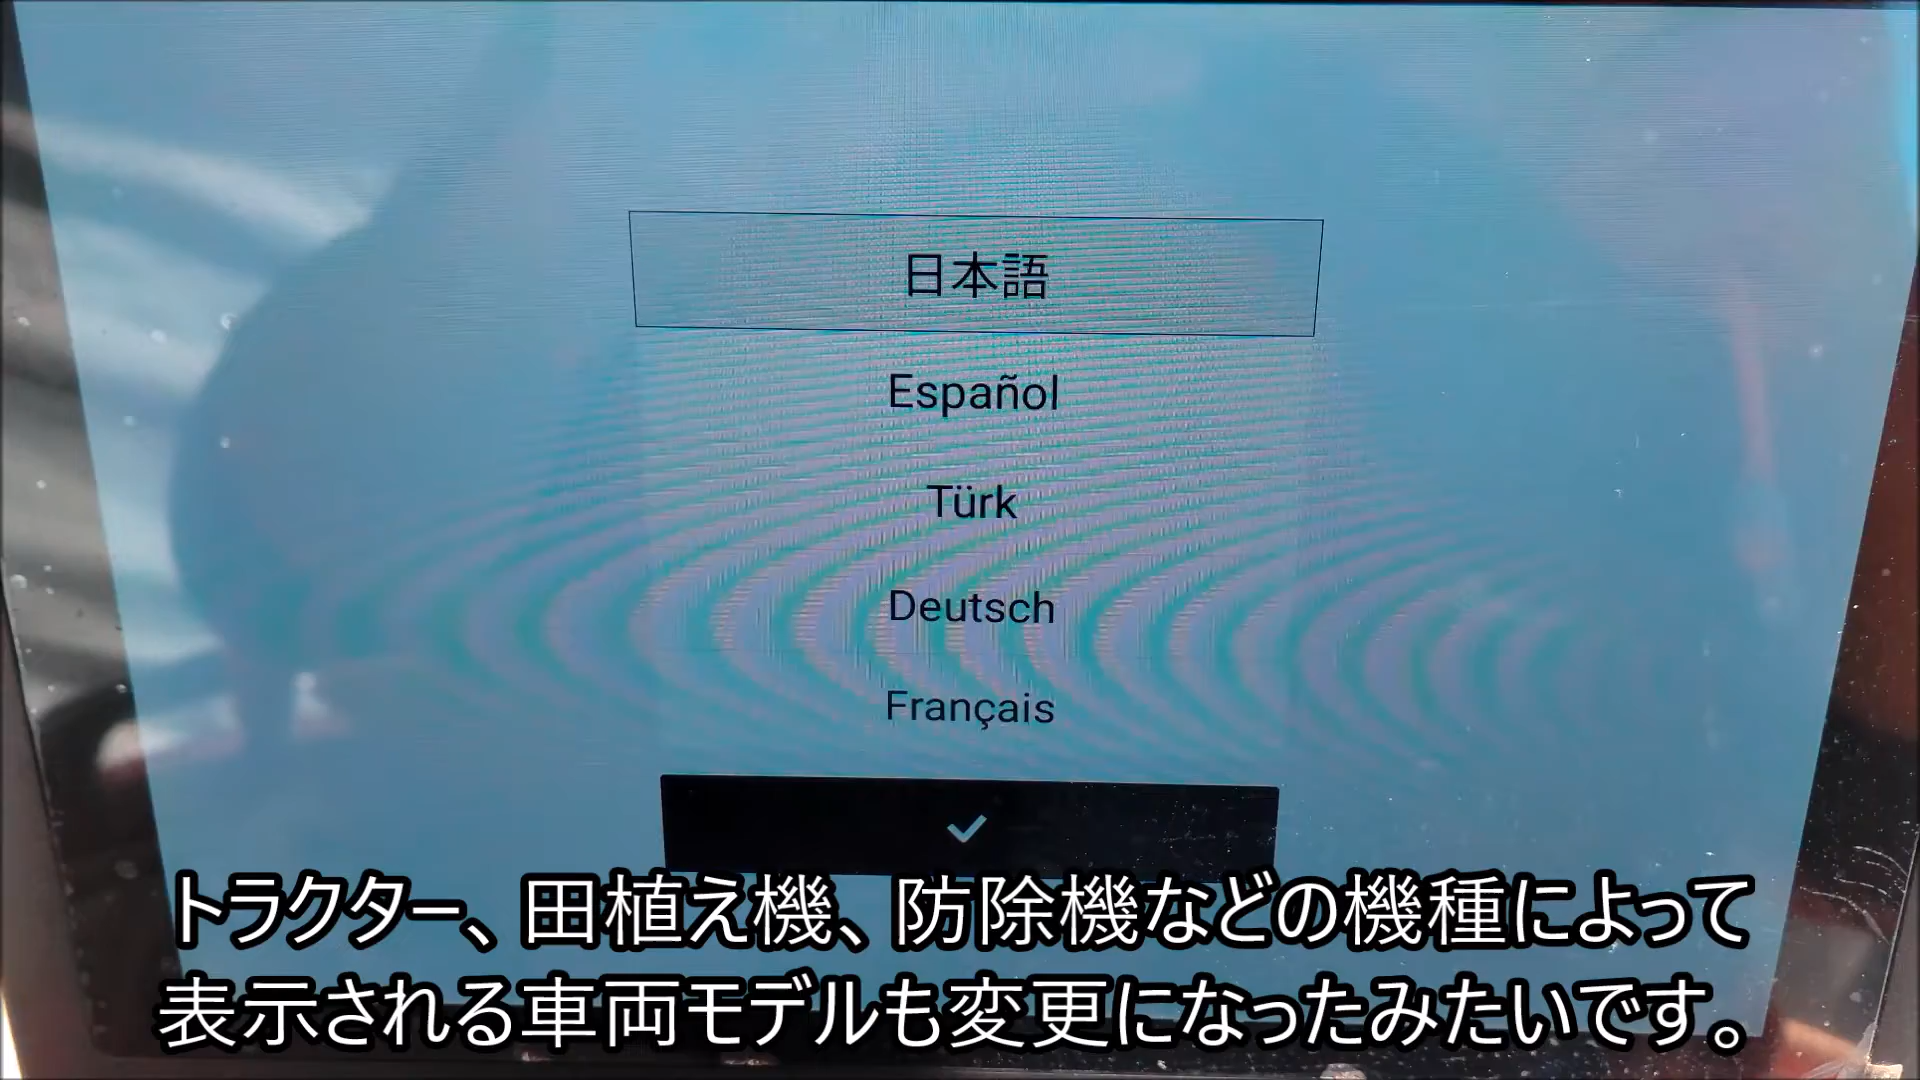 日本語
Español
Türk
Deutsch
Français
トラクター、田植え機、防除機などの機種によって
表示される車両モデルも変更になったみたいです。